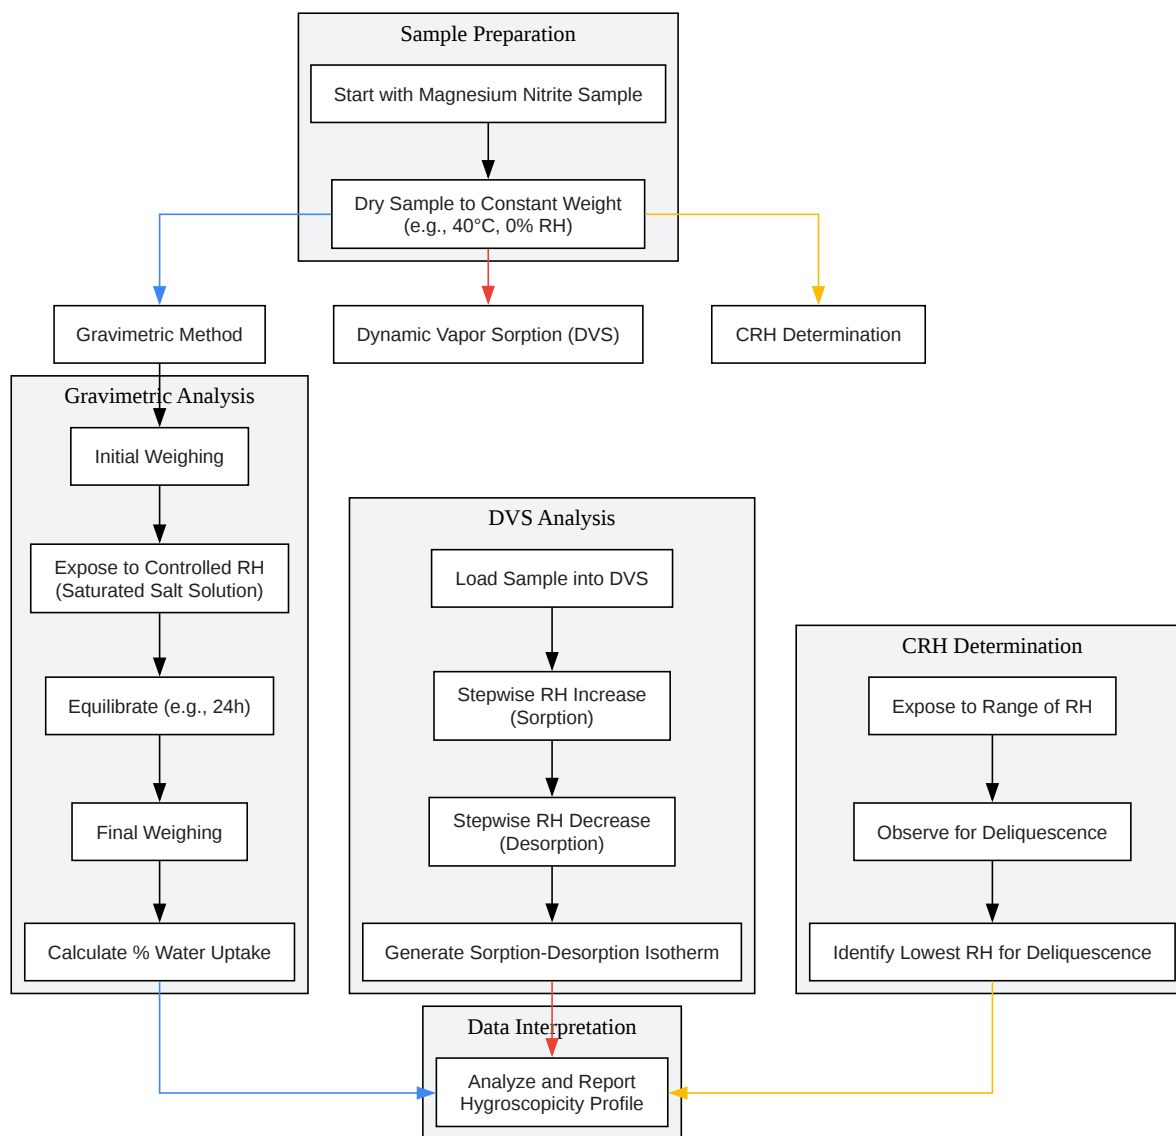 Sample Preparation
Start with Magnesium Nitrite Sample
Dry Sample to Constant Weight
(e.g., 40°C, 0% RH)
Gravimetric Method
Dynamic Vapor Sorption (DVS)
CRH Determination
Gravimetric Analysis
Initial Weighing
Expose to Controlled RH
(Saturated Salt Solution)
Equilibrate (e.g., 24h)
Final Weighing
Calculate % Water Uptake
DVS Analysis
Load Sample into DVS
Stepwise RH Increase
(Sorption)
Stepwise RH Decrease
(Desorption)
Generate Sorption-Desorption Isotherm
CRH Determination
Expose to Range of RH
Observe for Deliquescence
Identify Lowest RH for Deliquescence
Data Interpretation
Analyze and Report
Hygroscopicity Profile